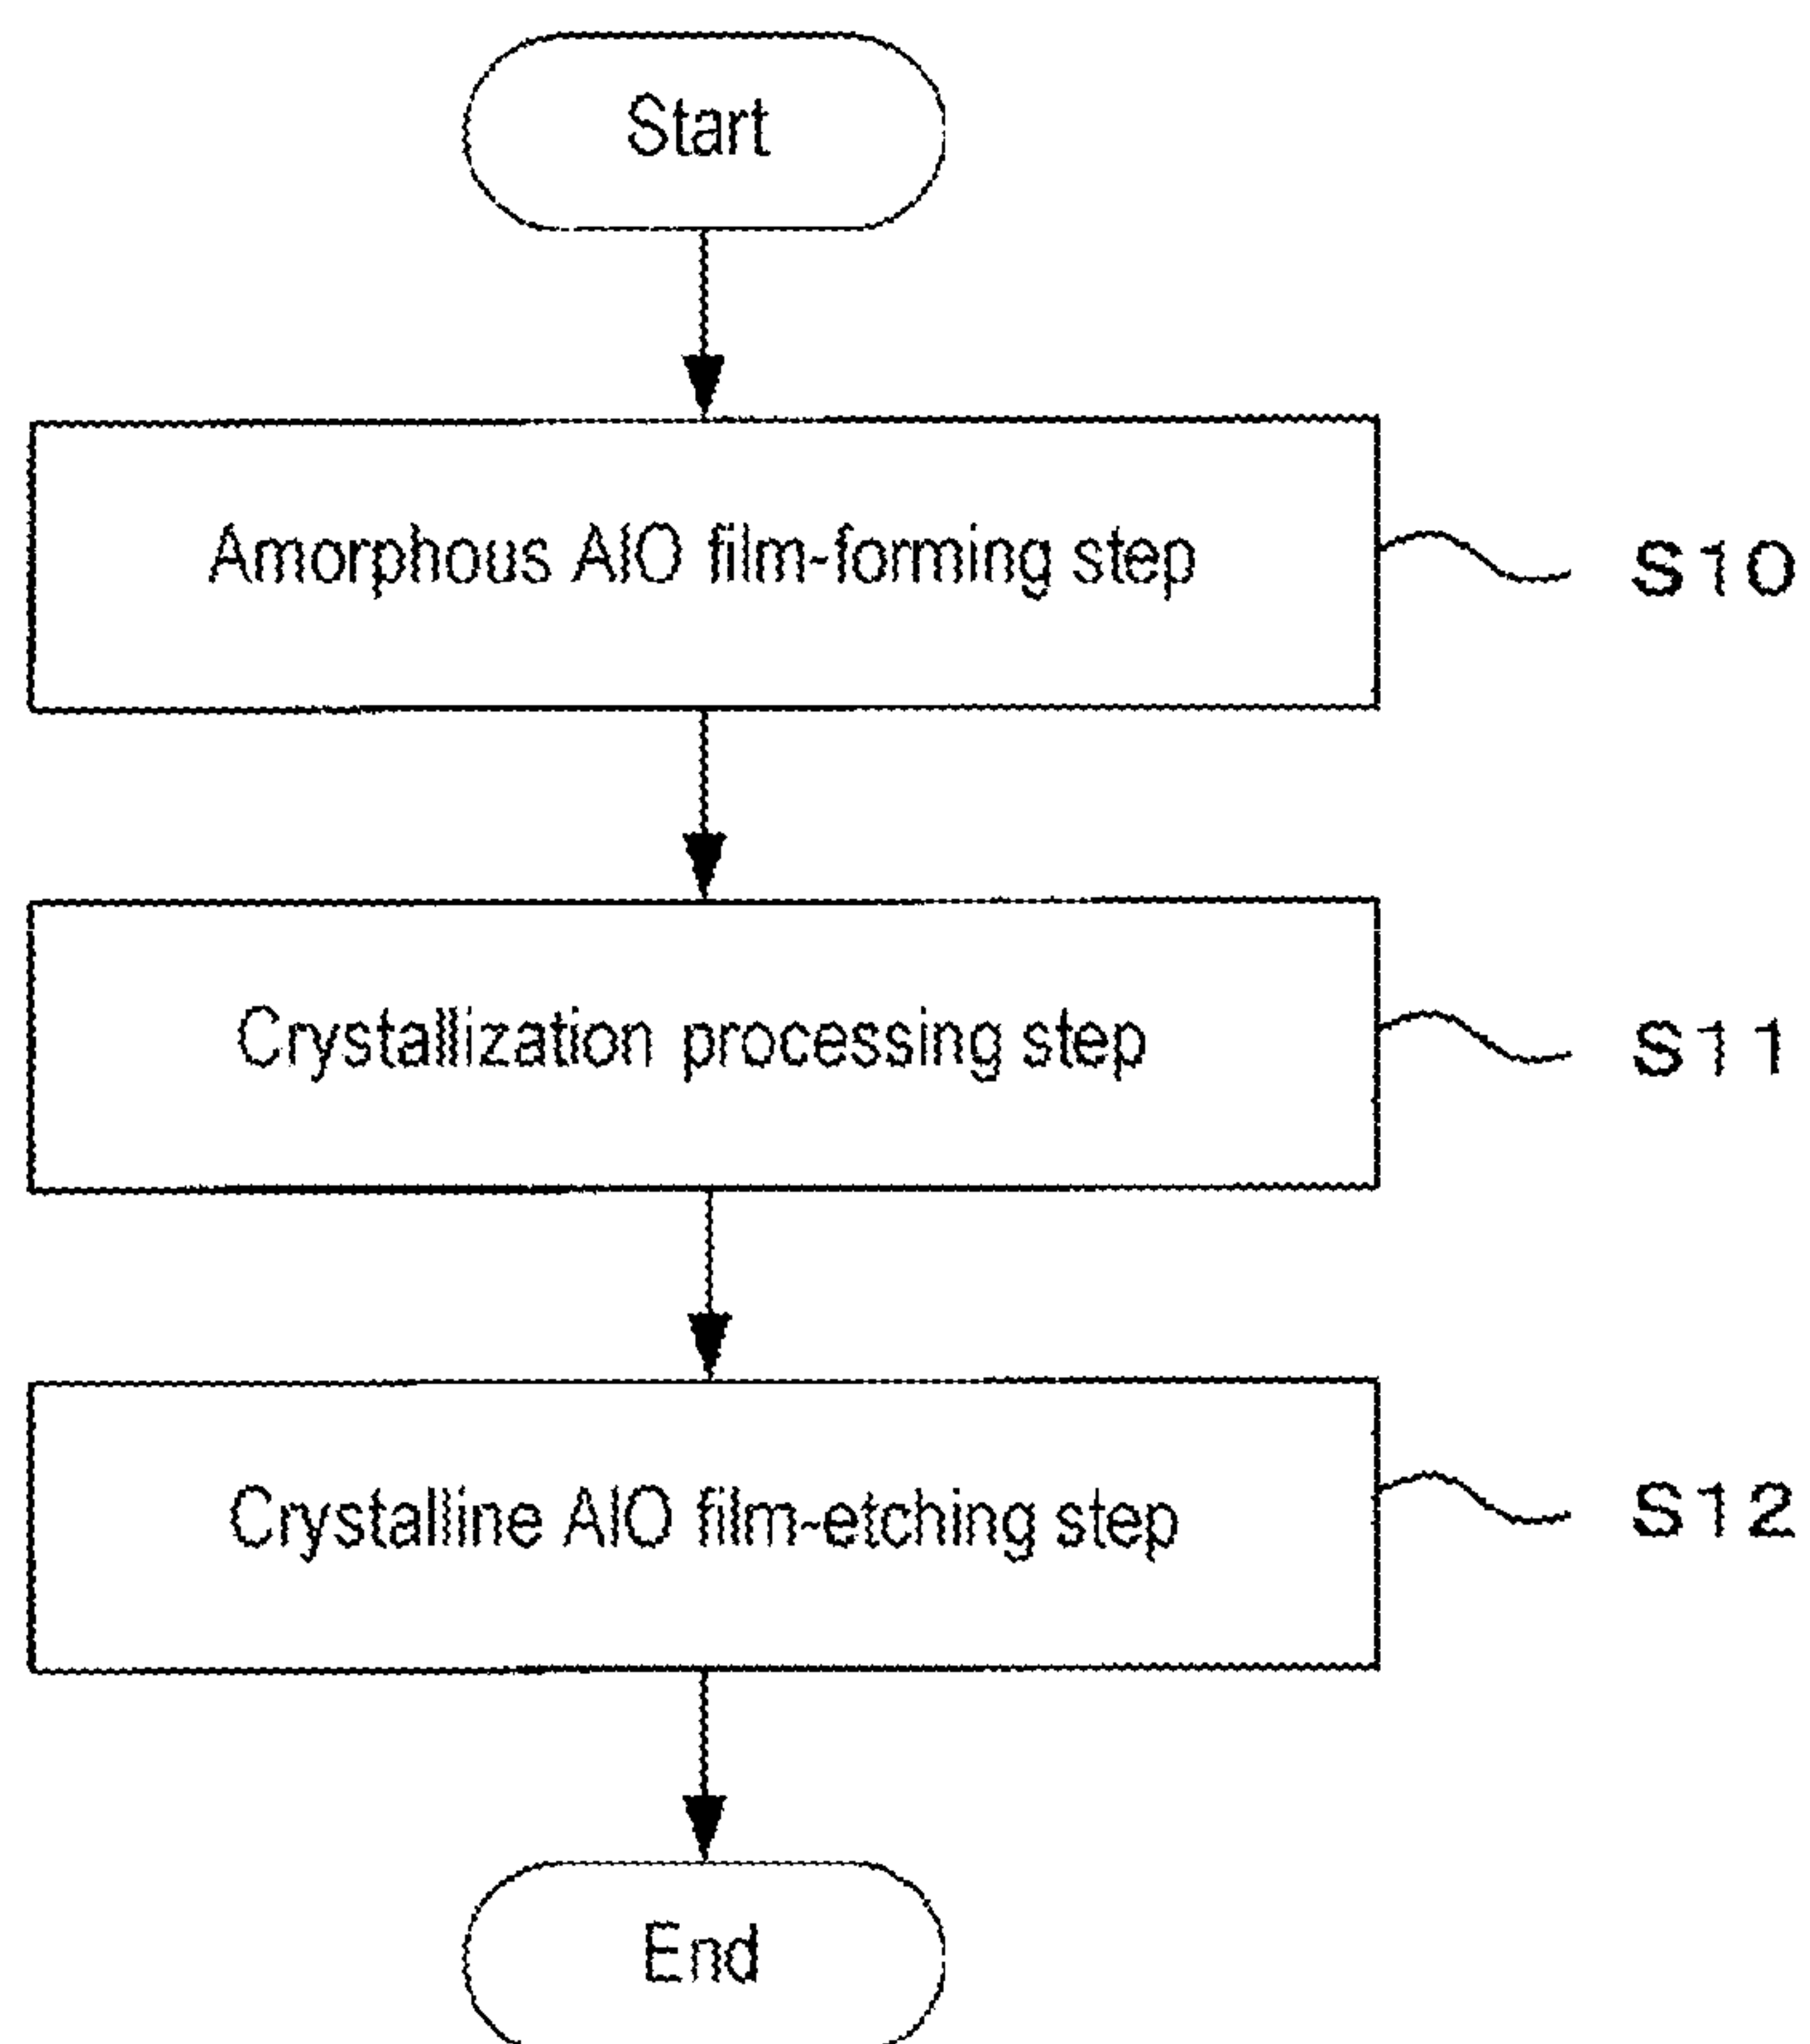 Start
Amorphous AlO film-forming step
S10
Crystallization processing step
S11
Crystalline AlO film-etching step
S12
End